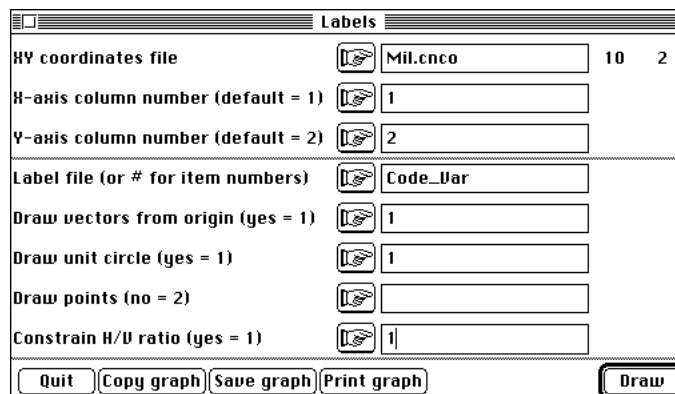 Labels
XY coordinates file Mil.cnco 10 2
X-axis column number (default = 1) 1
Y-axis column number (default = 2) 2
Label file (or # for item numbers) Code_Var
Draw vectors from origin (yes = 1) 1
Draw unit circle (yes = 1) 1
Draw points (no = 2)
Constrain H/V ratio (yes = 1) 1
Quit Copy graph Save graph Print graph Draw